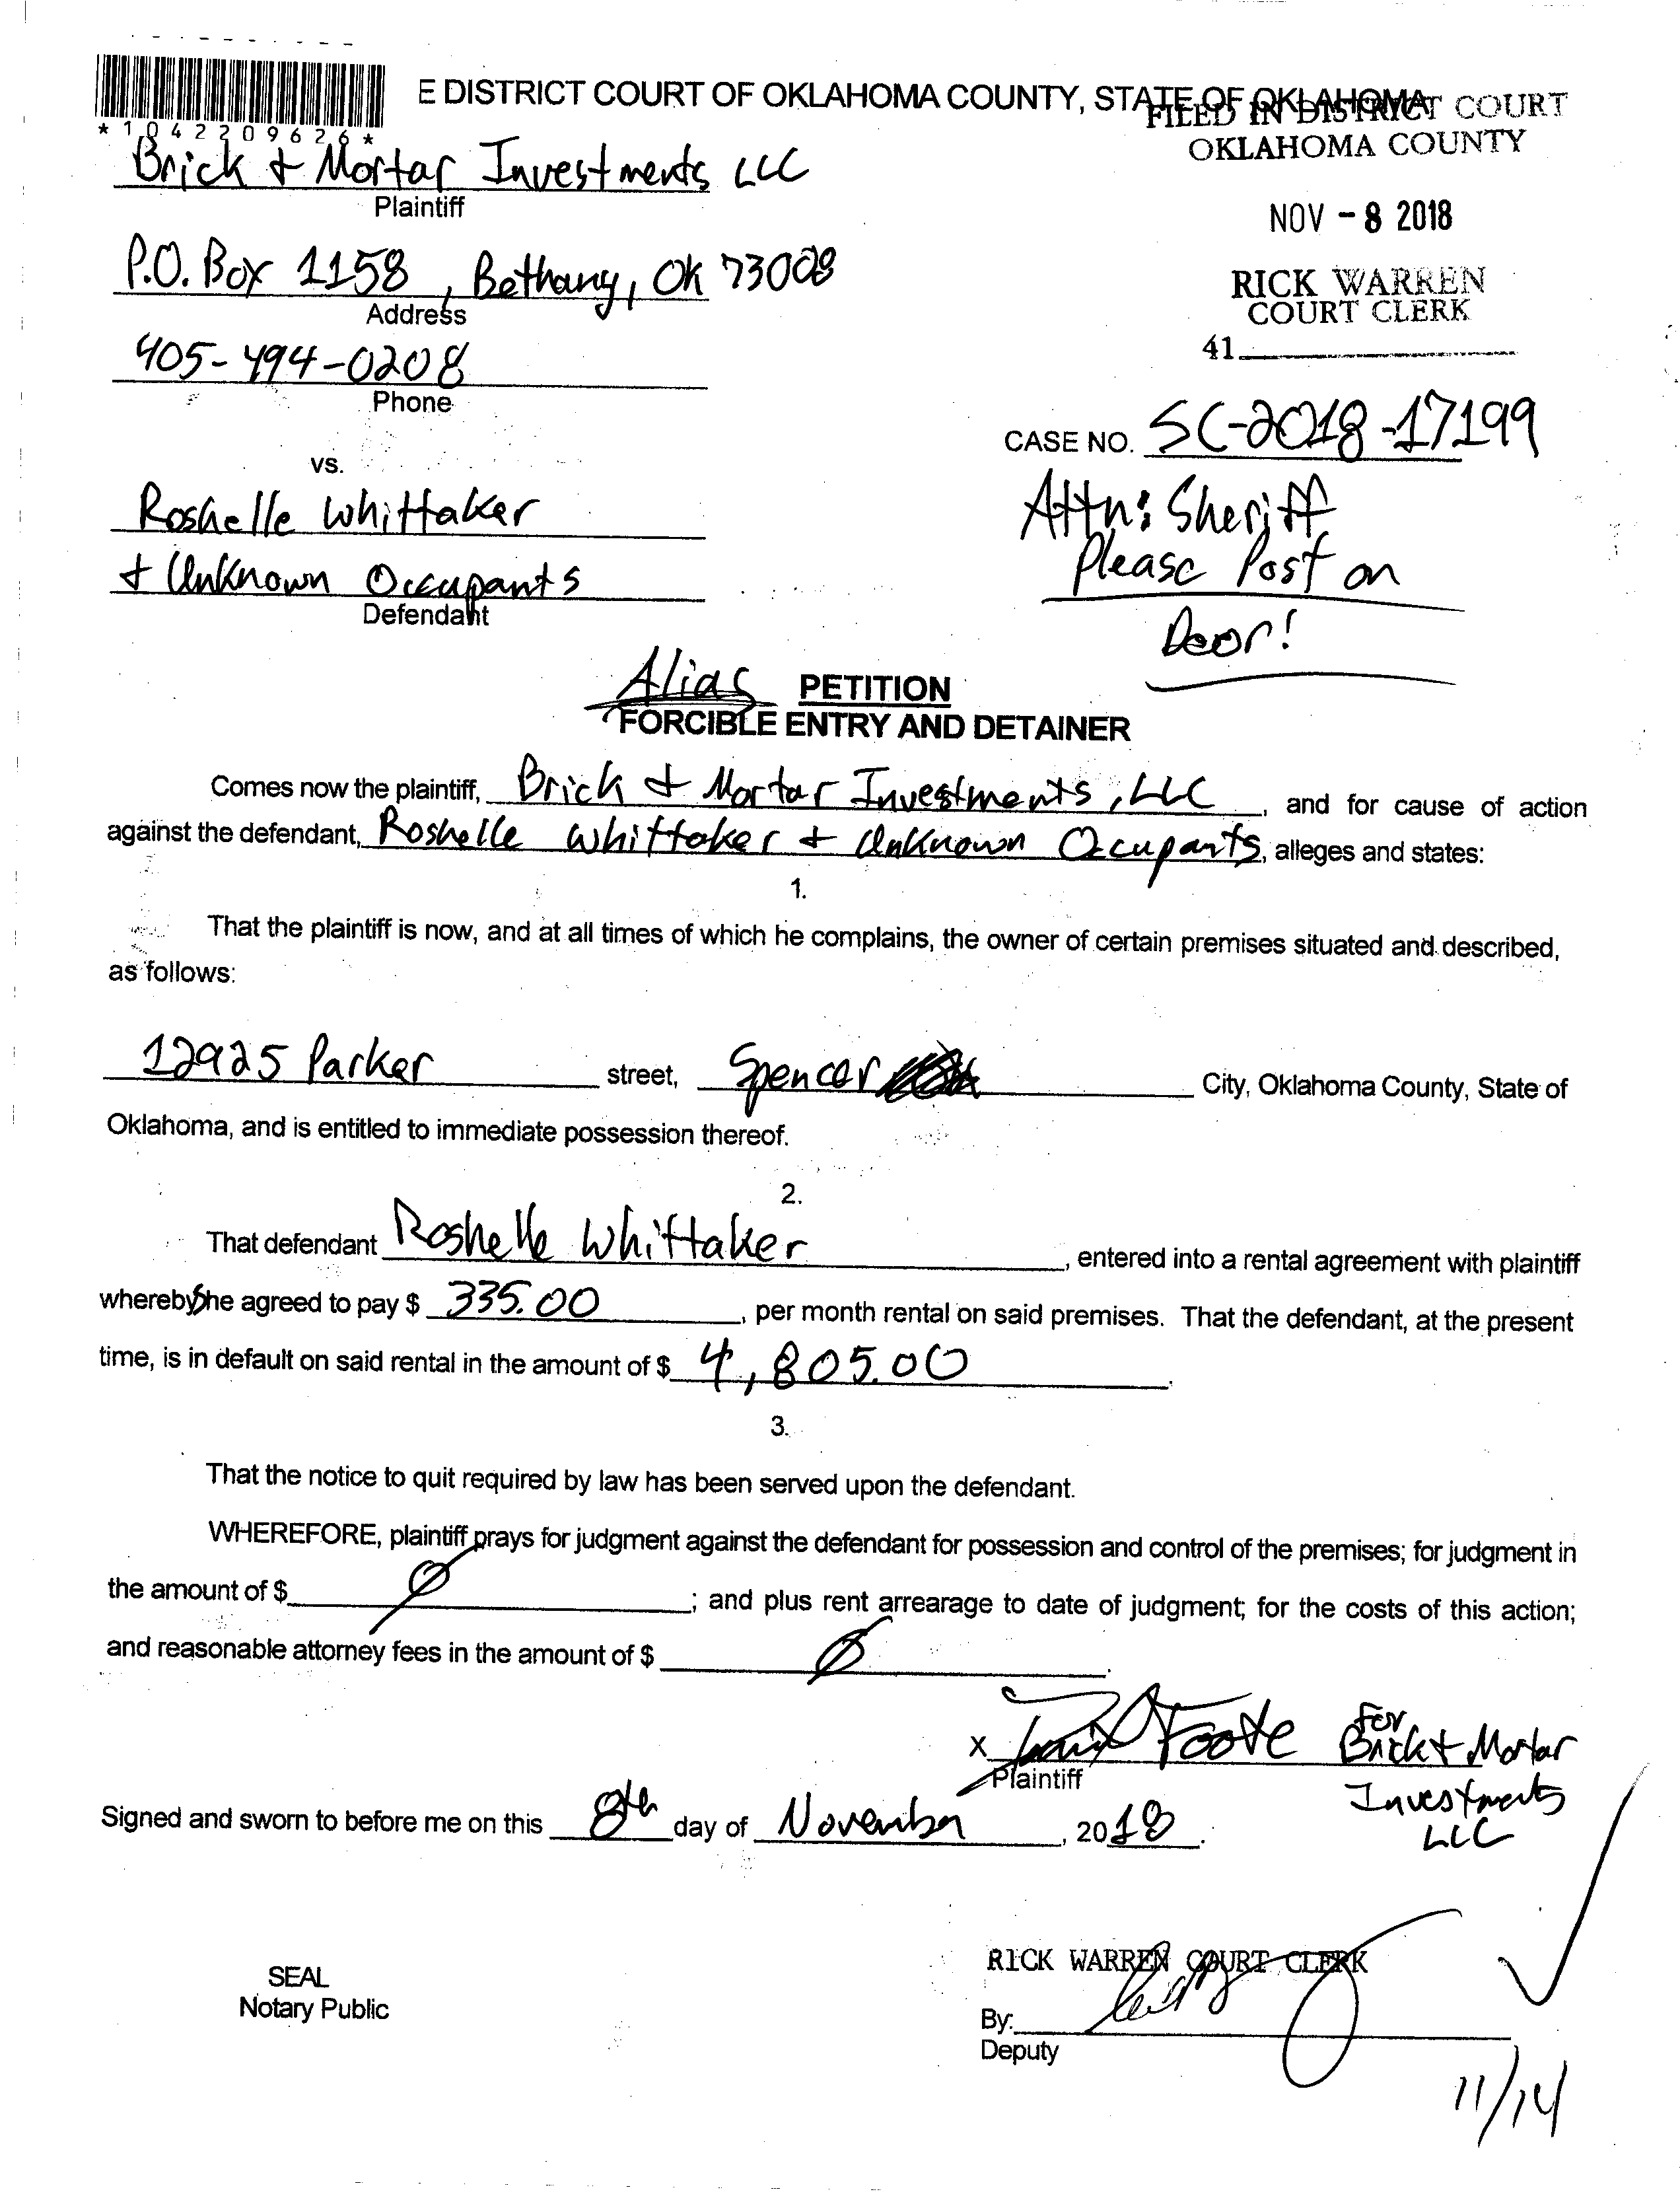 E DISTRICT COURT OF OKLAHOMA COUNTY, STATE OF OKLAHOMA
FILED IN DISTRICT COURT
OKLAHOMA COUNTY
*1042209626*
Brick & Mortar Investments LLC
Plaintiff
NOV - 8 2018
P.O. Box 1158, Bethany, OK 73008
Address
RICK WARREN
COURT CLERK
41
405-494-0208
Phone
CASE NO. SC-2018-17199
vs.
Attn: Sheriff
Please Post on
Door!
Roshelle Whittaker
& Unknown Occupants
Defendant
Alias PETITION
FORCIBLE ENTRY AND DETAINER
Comes now the plaintiff, Brick & Mortar Investments, LLC, and for cause of action
against the defendant, Roshelle Whittaker & Unknown Occupants, alleges and states:
1.
That the plaintiff is now, and at all times of which he complains, the owner of certain premises situated and described,
as follows:
12925 Parker street, Spencer City, Oklahoma County, State of
Oklahoma, and is entitled to immediate possession thereof.
2.
That defendant Roshelle Whittaker, entered into a rental agreement with plaintiff
whereby she agreed to pay $ 335.00, per month rental on said premises. That the defendant, at the present
time, is in default on said rental in the amount of $ 4,805.00.
3.
That the notice to quit required by law has been served upon the defendant.
WHEREFORE, plaintiff prays for judgment against the defendant for possession and control of the premises; for judgment in
the amount of $ Ø; and plus rent arrearage to date of judgment; for the costs of this action;
and reasonable attorney fees in the amount of $ Ø.
X Foote For Brick & Mortar
Investments
LLC
Plaintiff
Signed and sworn to before me on this 8th day of November, 2018.
SEAL
Notary Public
RICK WARREN COURT CLERK
By:
Deputy
11/14